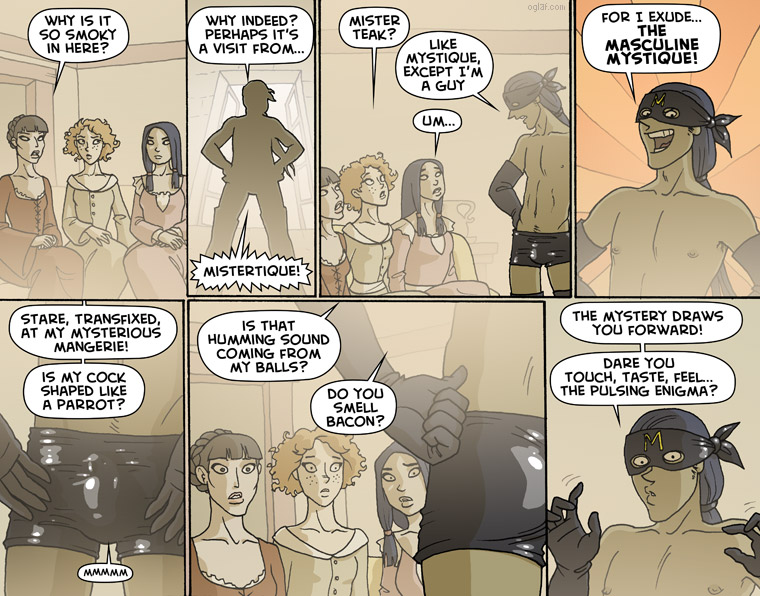 oglaf.com
WHY IS IT
SO SMOKY
IN HERE?
WHY INDEED?
PERHAPS IT'S
A VISIT FROM...
MISTERTIQUE!
MISTER
TEAK?
LIKE
MYSTIQUE,
EXCEPT I'M
A GUY
UM...
FOR I EXUDE...
THE
MASCULINE
MYSTIQUE!
M
STARE, TRANSFIXED,
AT MY MYSTERIOUS
MANGERIE!
IS MY COCK
SHAPED LIKE
A PARROT?
MMMMM
IS THAT
HUMMING SOUND
COMING FROM
MY BALLS?
DO YOU
SMELL
BACON?
THE MYSTERY DRAWS
YOU FORWARD!
DARE YOU
TOUCH, TASTE, FEEL...
THE PULSING ENIGMA?
M